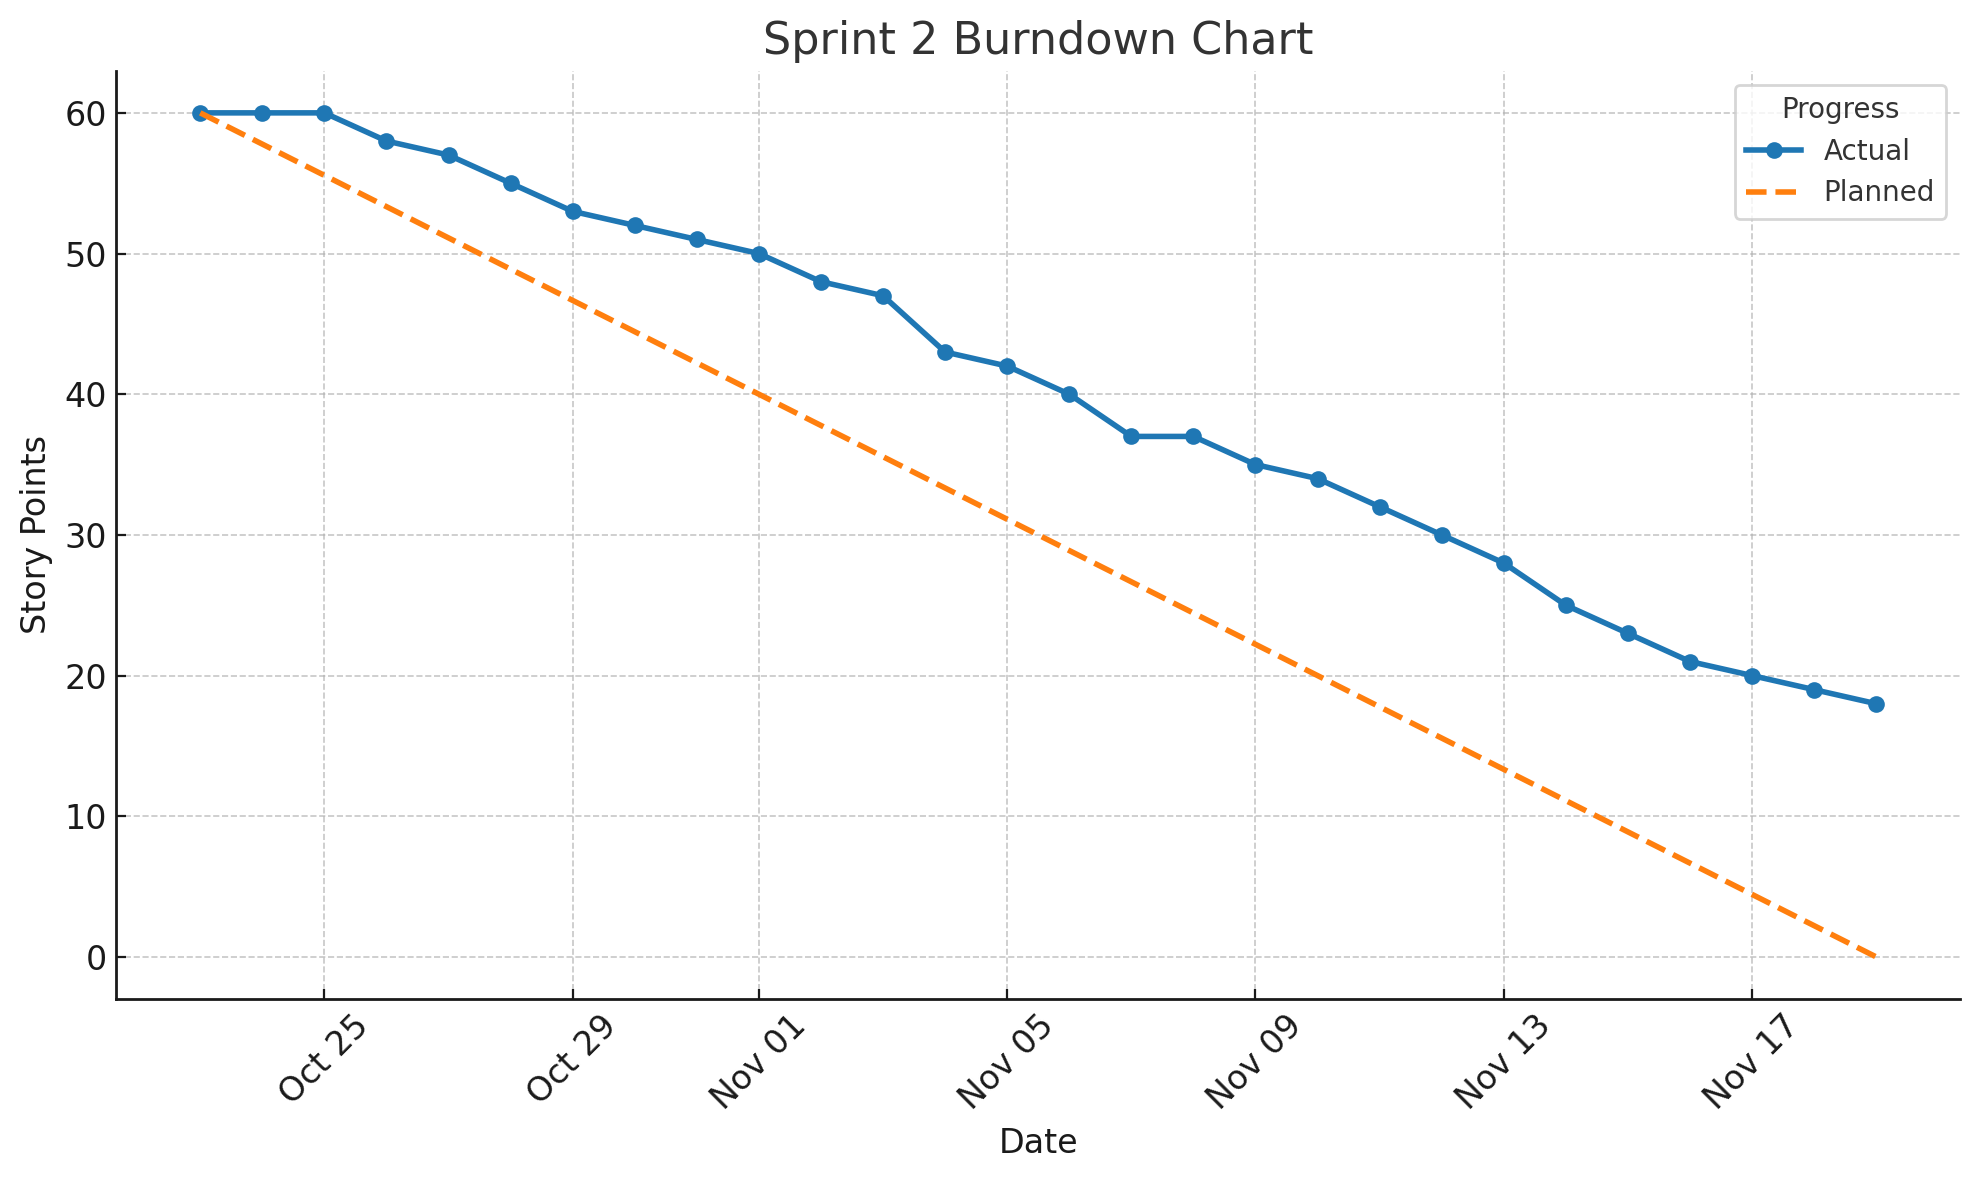 Sprint 2 Burndown Chart
Progress
Actual
Planned
60
50
40
30
20
10
0
Story Points
Oct 25
Oct 29
Nov 01
Nov 05
Nov 09
Nov 13
Nov 17
Date